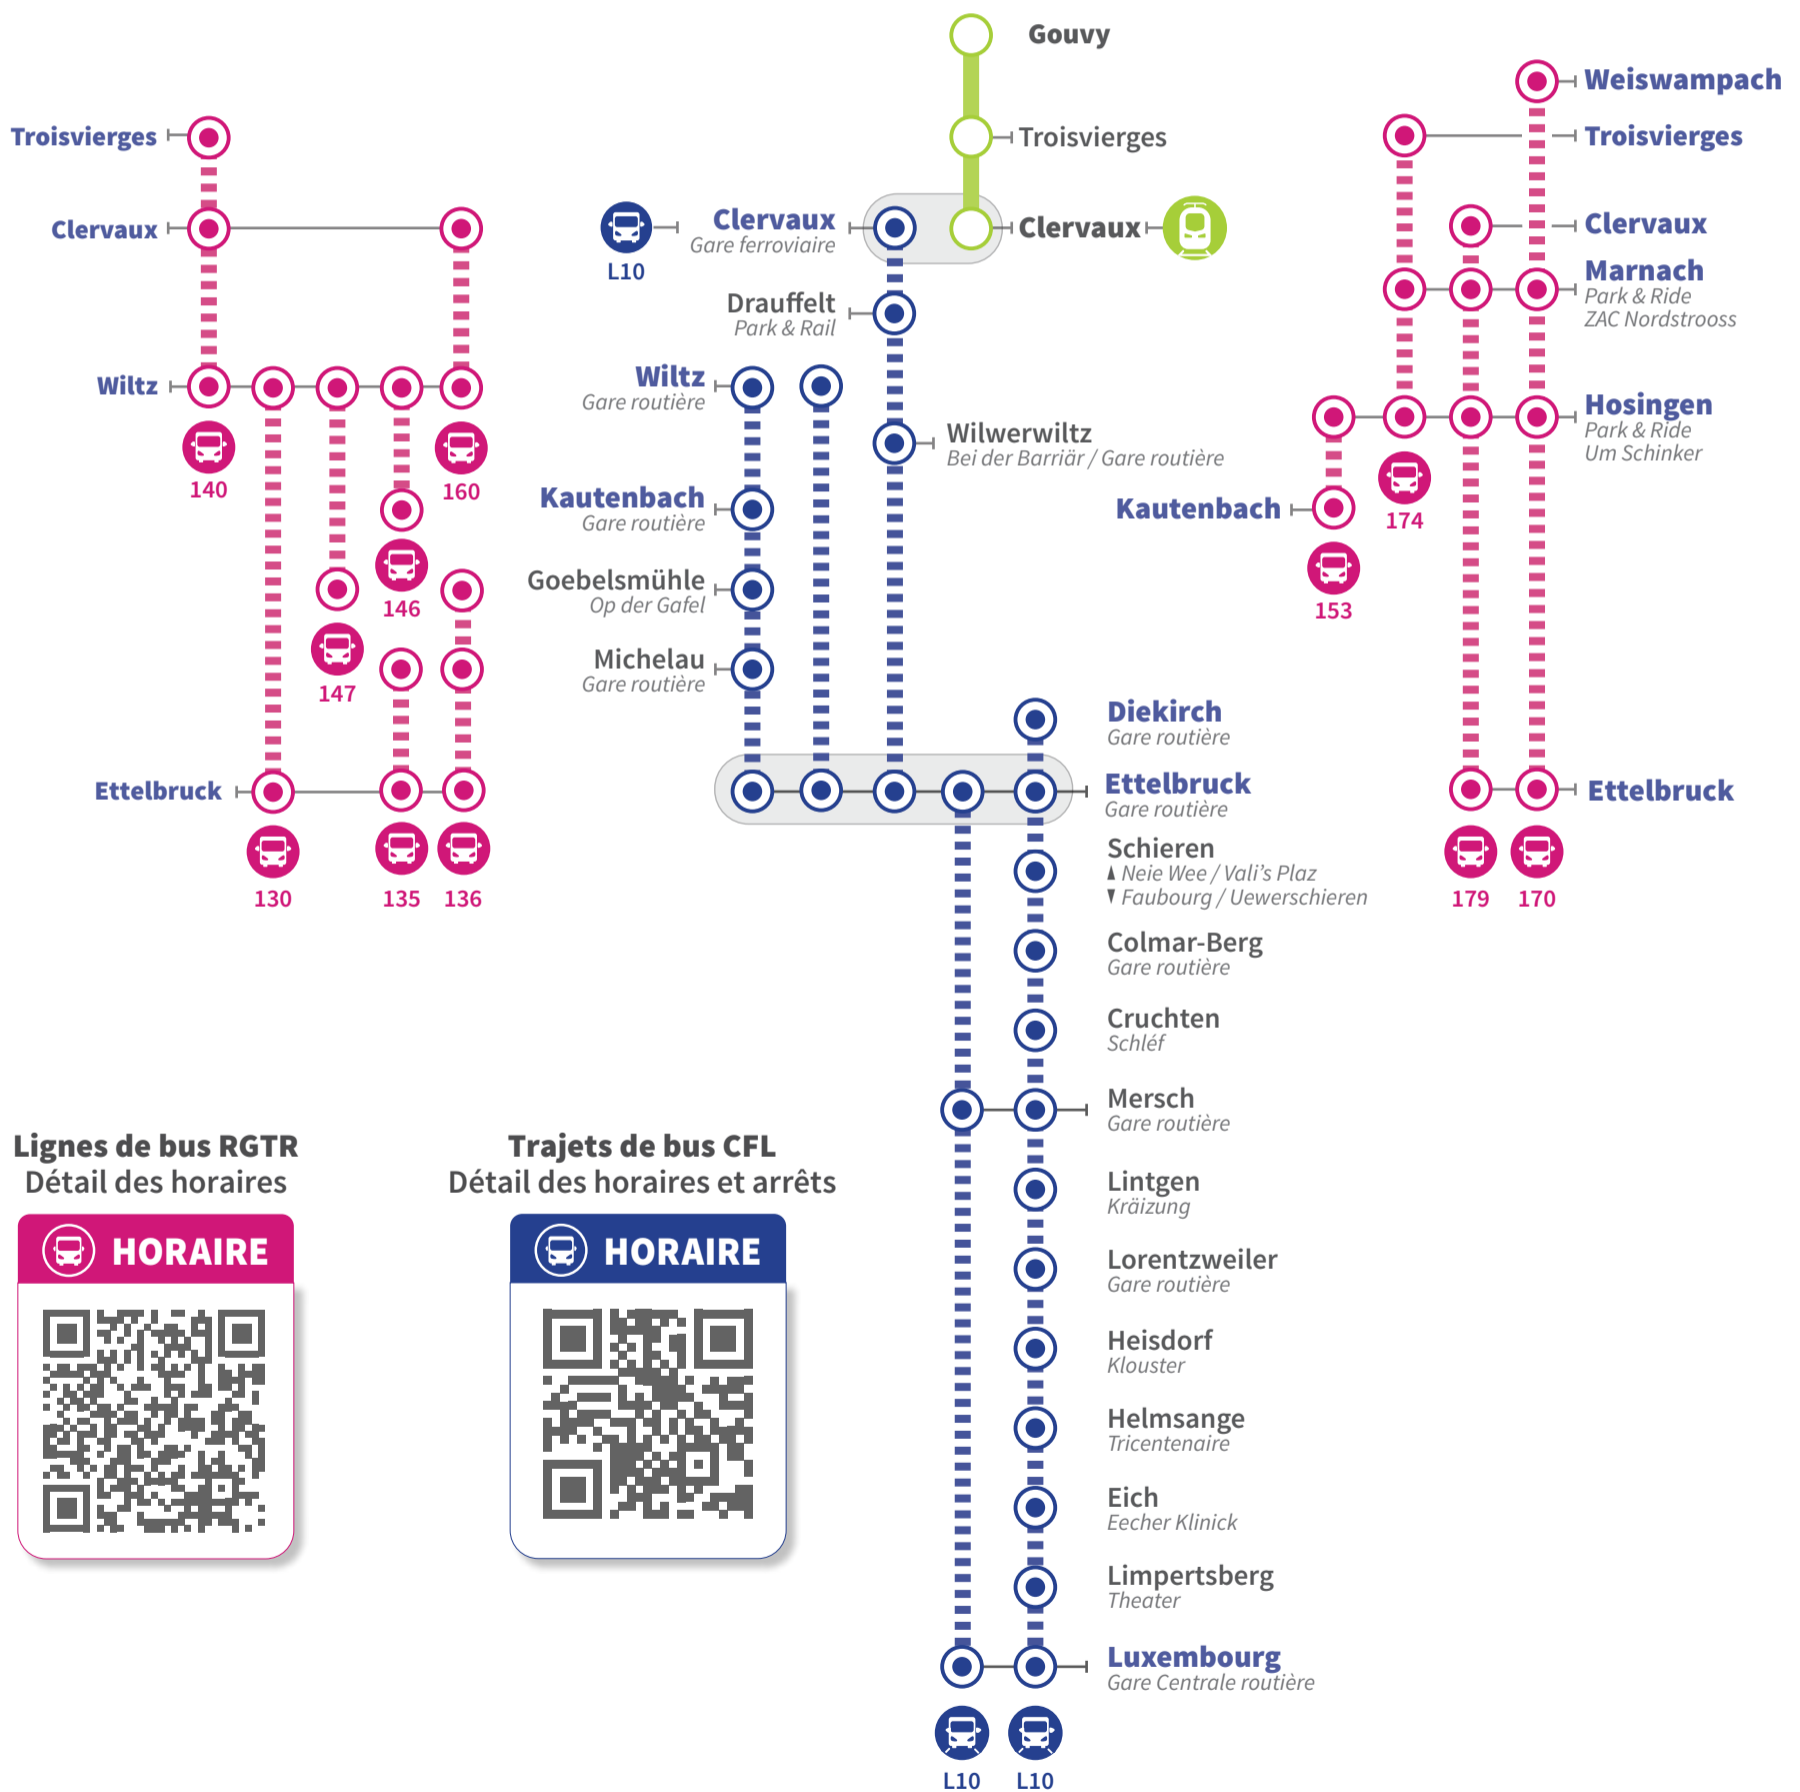 Gouvy
Troisvierges
Clervaux
Troisvierges
Clervaux
Wiltz
140
160
146
147
Ettelbruck
130
135
136
L10
Clervaux
Gare ferroviaire
Drauffelt
Park & Rail
Wiltz
Gare routière
Wilwerwiltz
Bei der Barriär / Gare routière
Kautenbach
Gare routière
Goebelsmühle
Op der Gafel
Michelau
Gare routière
Diekirch
Gare routière
Ettelbruck
Gare routière
Schieren
▲ Neie Wee / Vali's Plaz
▼ Faubourg / Uewerschieren
Colmar-Berg
Gare routière
Cruchten
Schléf
Mersch
Gare routière
Lintgen
Kräizung
Lorentzweiler
Gare routière
Heisdorf
Klouster
Helmsange
Tricentenaire
Eich
Eecher Klinick
Limpertsberg
Theater
Luxembourg
Gare Centrale routière
L10 L10
Weiswampach
Troisvierges
Clervaux
Marnach
Park & Ride
ZAC Nordstrooss
Hosingen
Park & Ride
Um Schinker
Kautenbach
174
153
Ettelbruck
179 170
Lignes de bus RGTR
Détail des horaires
HORAIRE
Trajets de bus CFL
Détail des horaires et arrêts
HORAIRE